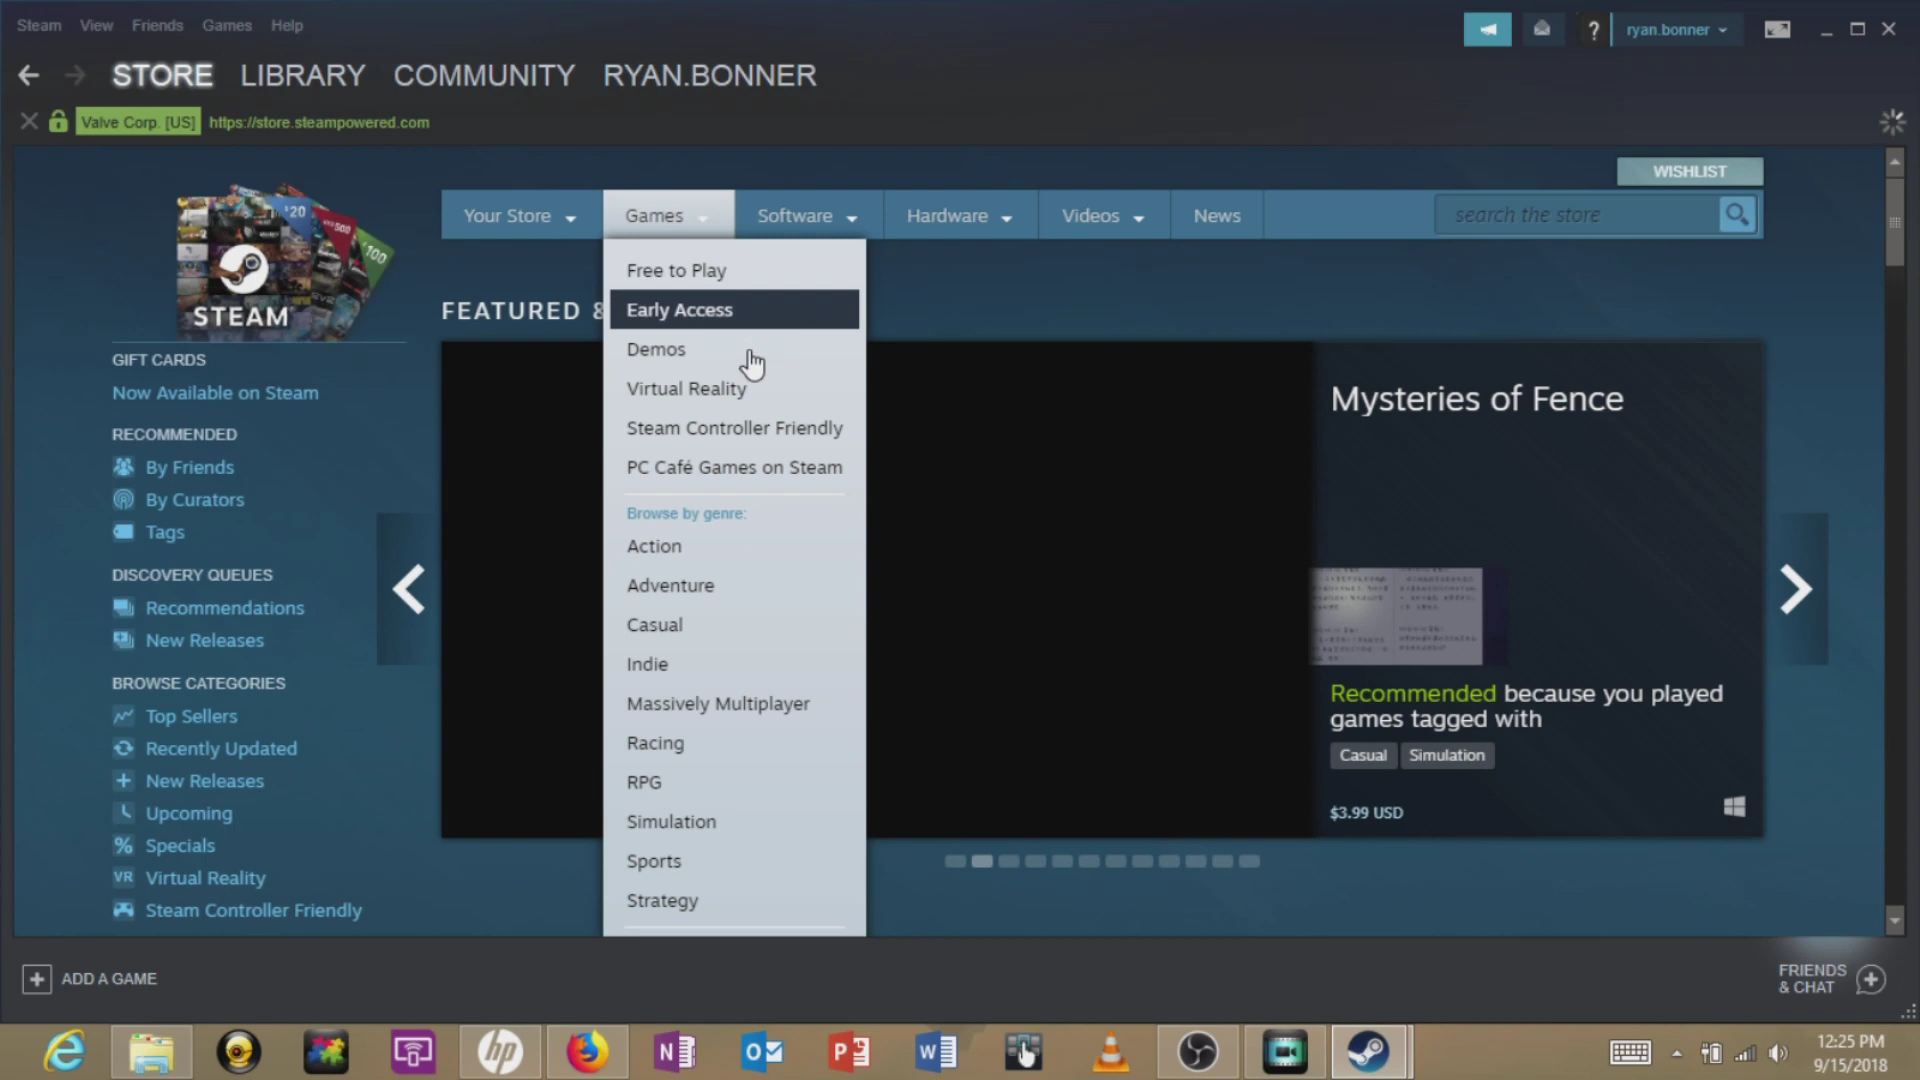 Steam View Friends Games Help
ryan.bonner
STORE LIBRARY COMMUNITY RYAN.BONNER
Valve Corp. [US] https://store.steampowered.com
WISHLIST
Your Store Games Software Hardware Videos News search the store
$20
500
$100
STEAM
GIFT CARDS
Now Available on Steam
RECOMMENDED
By Friends
By Curators
Tags
DISCOVERY QUEUES
Recommendations
New Releases
BROWSE CATEGORIES
Top Sellers
Recently Updated
New Releases
Upcoming
Specials
VR Virtual Reality
Steam Controller Friendly
FEATURED &
Free to Play
Early Access
Demos
Virtual Reality
Steam Controller Friendly
PC Café Games on Steam
Browse by genre:
Action
Adventure
Casual
Indie
Massively Multiplayer
Racing
RPG
Simulation
Sports
Strategy
Mysteries of Fence
Recommended because you played
games tagged with
Casual Simulation
$3.99 USD
ADD A GAME
FRIENDS
& CHAT
12:25 PM
9/15/2018